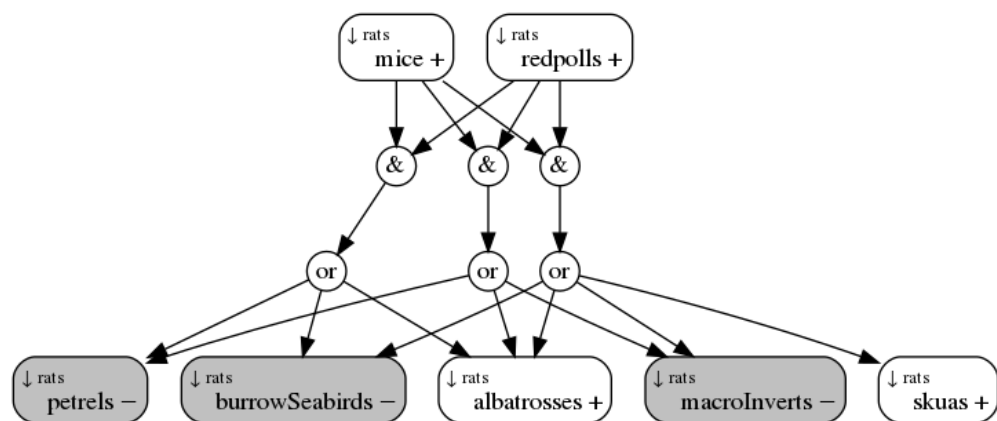 ↓ rats
mice +
↓ rats
redpolls +
&
&
&
or
or
or
↓ rats
petrels −
↓ rats
burrowSeabirds −
↓ rats
albatrosses +
↓ rats
macroInverts −
↓ rats
skuas +